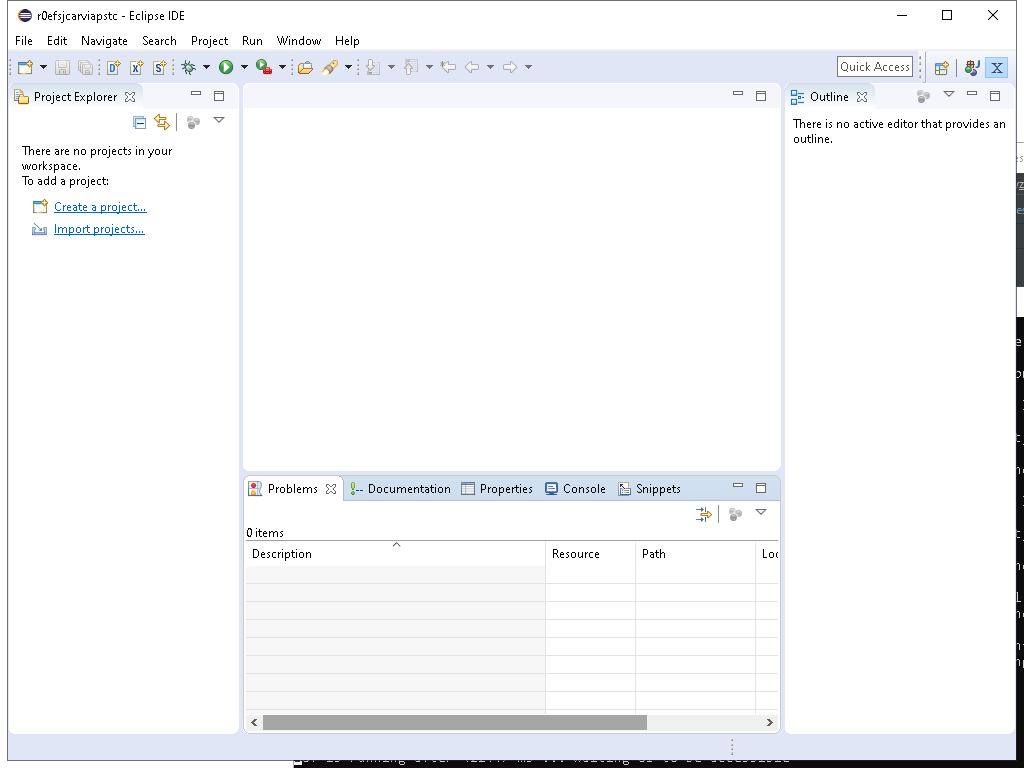 r0efsjcarviapstc - Eclipse IDE
File Edit Navigate Search Project Run Window Help
Quick Access
Project Explorer
Outline
There is no active editor that provides an
outline.
There are no projects in your
workspace.
To add a project:
Create a project...
Import projects...
Problems Documentation Properties Console Snippets
0 items
Description Resource Path Loc